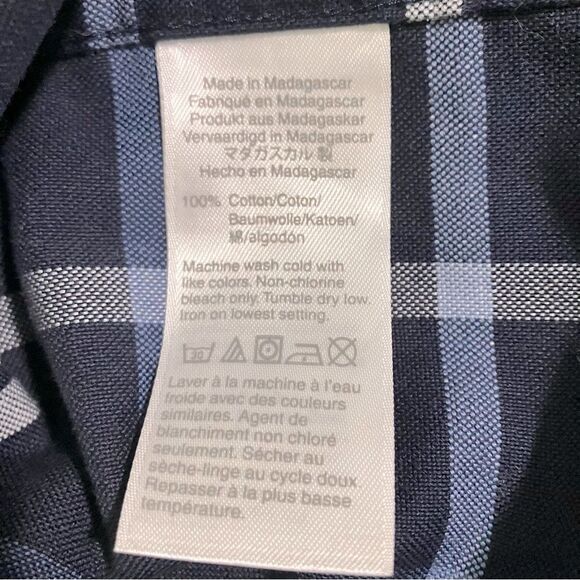 Made in Madagascar
Fabriqué en Madagascar
Produkt aus Madagaskar
Vervaardigd in Madagascar
マダガスカル 製
Hecho en Madagascar
100% Cotton/Coton/
Baumwolle/Katoen/
綿/algodón
Machine wash cold with
like colors. Non-chlorine
bleach only. Tumble dry low.
Iron on lowest setting.
30
Laver à la machine à l'eau
froide avec des couleurs
similaires. Agent de
blanchiment non chloré
seulement. Sécher au
sèche-linge au cycle doux.
Repasser à la plus basse
température.